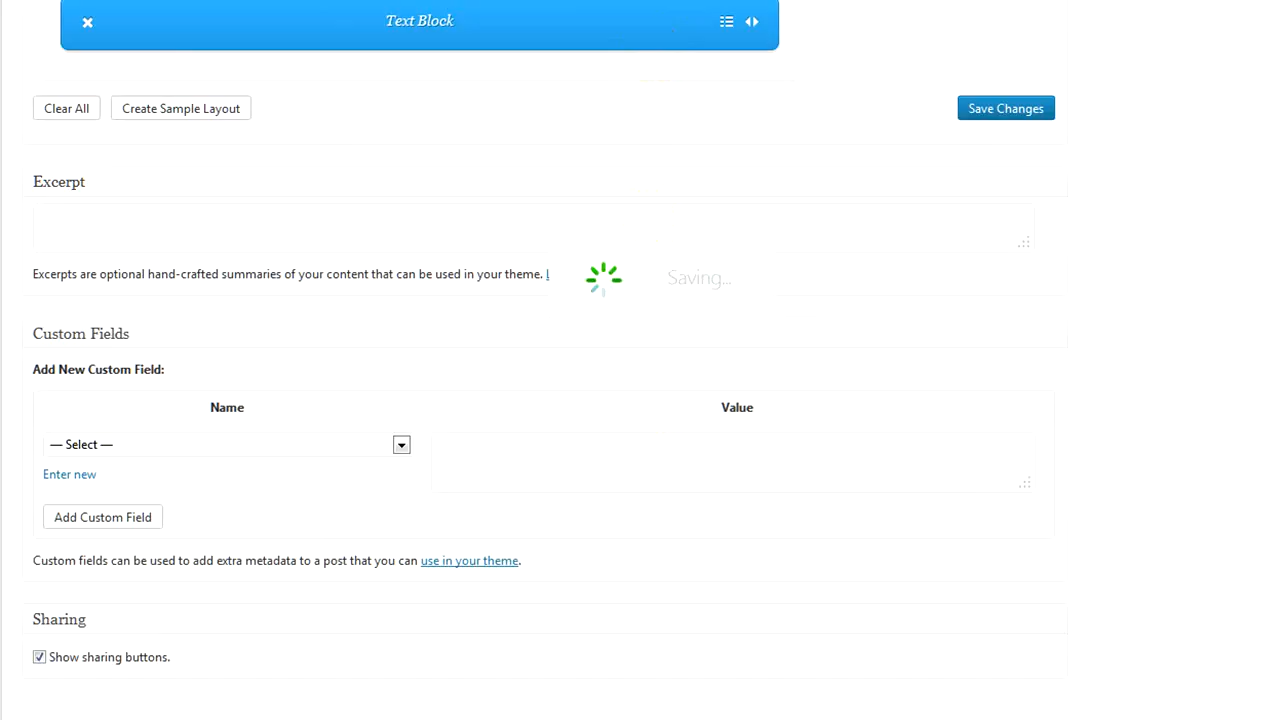 Text Block
Clear All
Create Sample Layout
Save Changes
Excerpt
Excerpts are optional hand-crafted summaries of your content that can be used in your theme.
Saving...
Custom Fields
Add New Custom Field:
Name
Value
— Select —
Enter new
Add Custom Field
Custom fields can be used to add extra metadata to a post that you can use in your theme.
Sharing
Show sharing buttons.